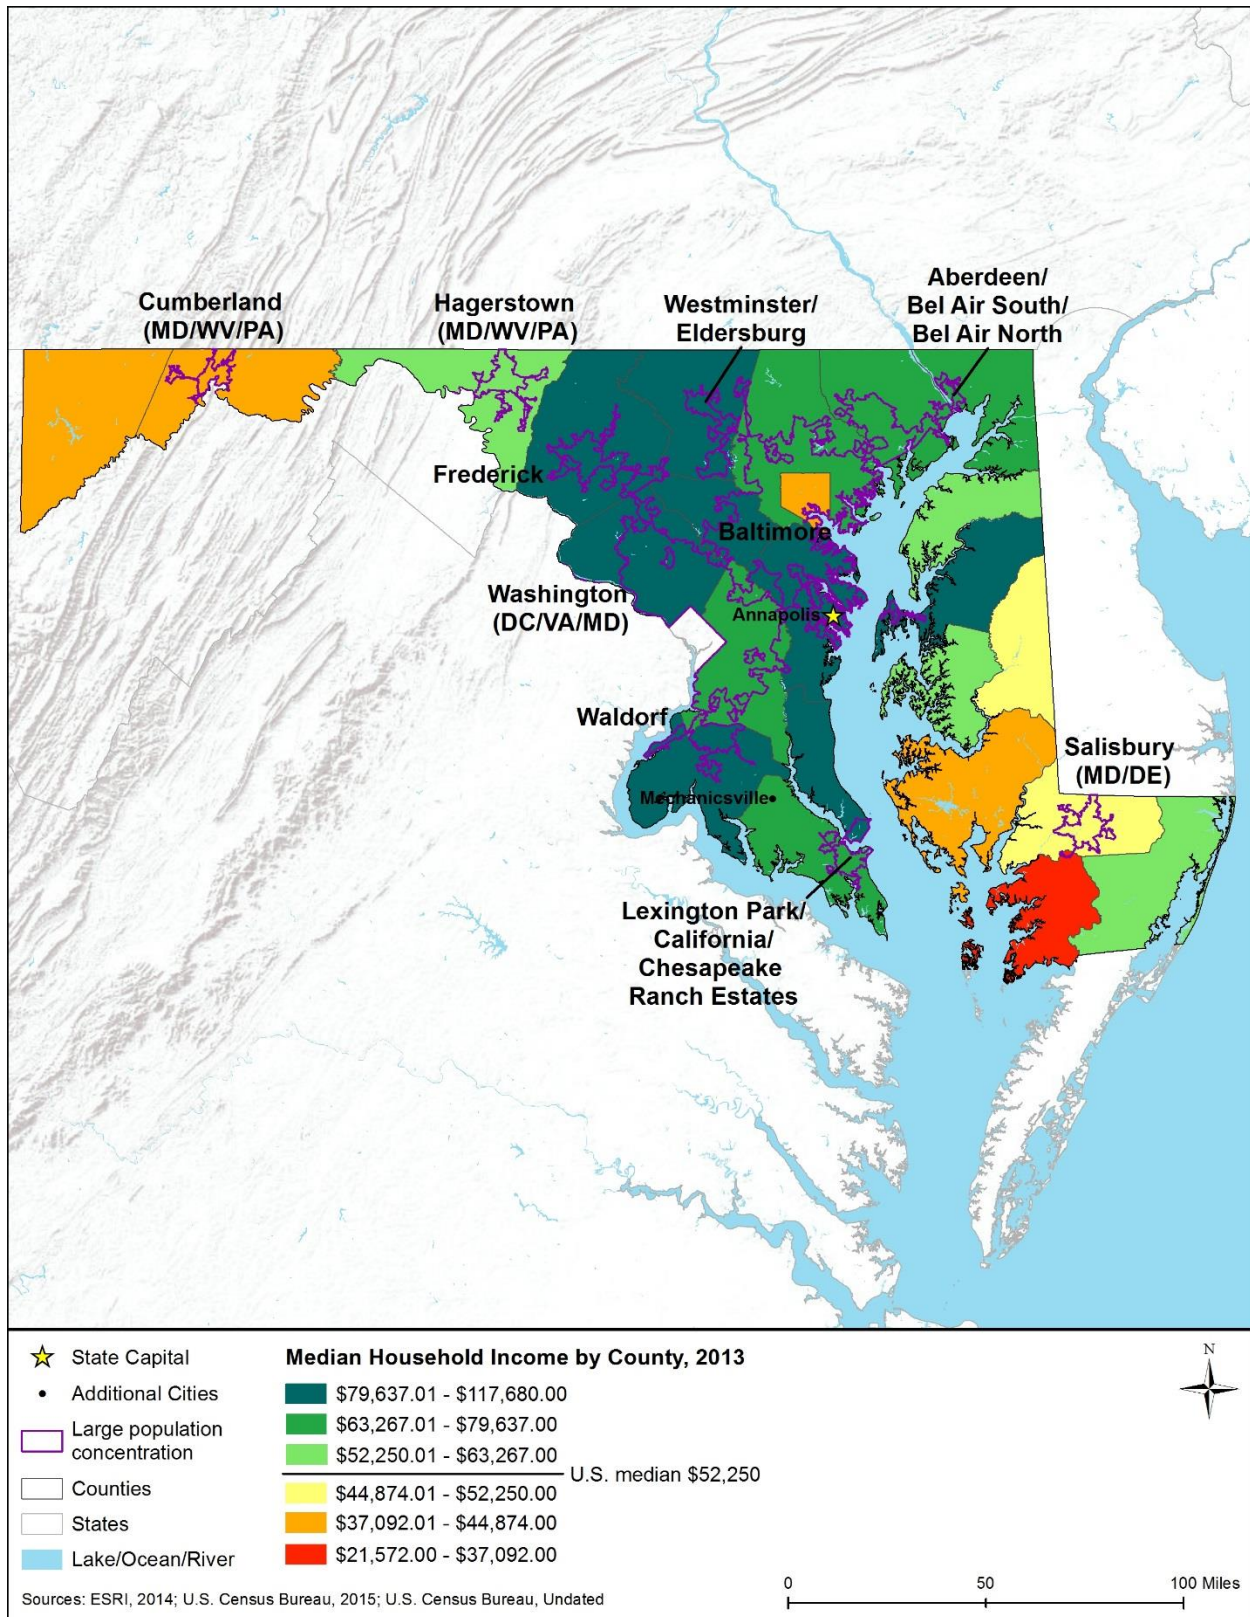 Cumberland
(MD/WV/PA)
Hagerstown
(MD/WV/PA)
Westminster/
Eldersburg
Aberdeen/
Bel Air South/
Bel Air North
Frederick
Baltimore
Washington
(DC/VA/MD)
Annapolis
Waldorf
Salisbury
(MD/DE)
Mechanicsville
Lexington Park/
California/
Chesapeake
Ranch Estates
State Capital
Additional Cities
Large population
concentration
Counties
States
Lake/Ocean/River
Median Household Income by County, 2013
$79,637.01 - $117,680.00
$63,267.01 - $79,637.00
$52,250.01 - $63,267.00
U.S. median $52,250
$44,874.01 - $52,250.00
$37,092.01 - $44,874.00
$21,572.00 - $37,092.00
N
Sources: ESRI, 2014; U.S. Census Bureau, 2015; U.S. Census Bureau, Undated
0 50 100 Miles